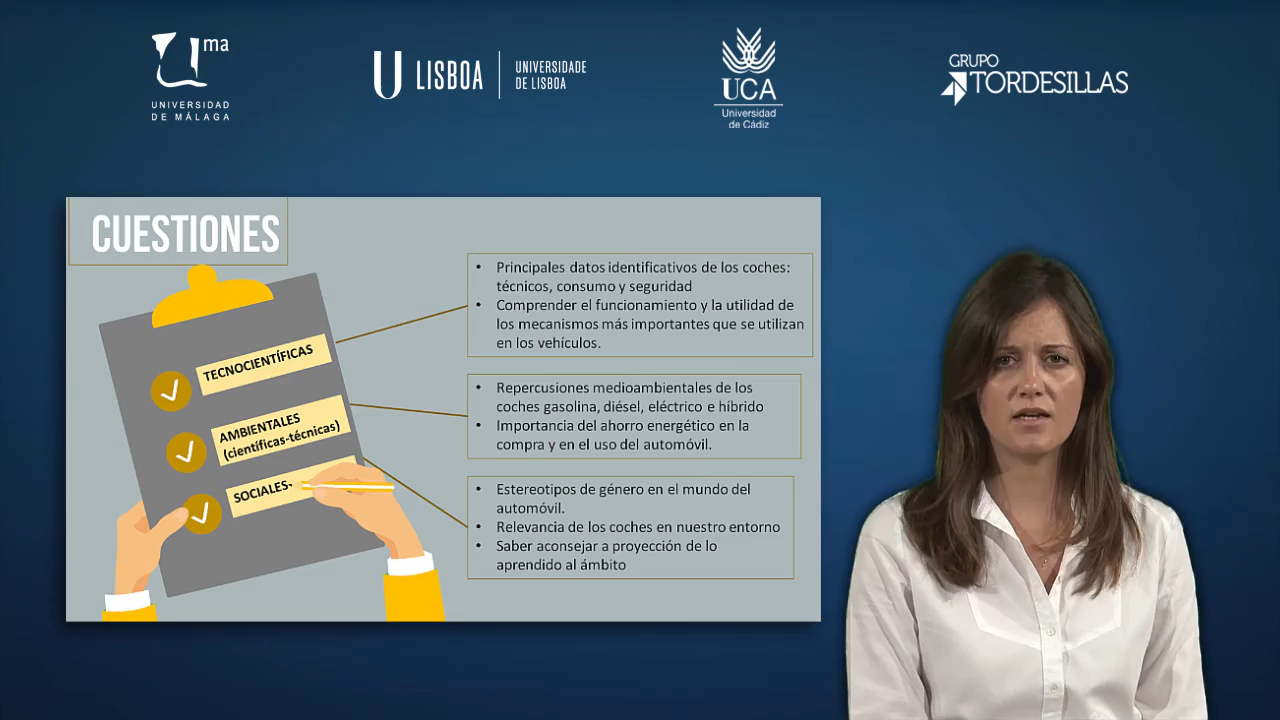 uma
UNIVERSIDAD
DE MÁLAGA
U LISBOA
UNIVERSIDADE
DE LISBOA
UCA
Universidad
de Cádiz
GRUPO
TORDESILLAS
CUESTIONES
TECNOCIENTÍFICAS
AMBIENTALES
(científicas-técnicas)
SOCIALES
• Principales datos identificativos de los coches:
técnicos, consumo y seguridad
• Comprender el funcionamiento y la utilidad de
los mecanismos más importantes que se utilizan
en los vehículos.
• Repercusiones medioambientales de los
coches gasolina, diésel, eléctrico e híbrido
• Importancia del ahorro energético en la
compra y en el uso del automóvil.
• Estereotipos de género en el mundo del
automóvil.
• Relevancia de los coches en nuestro entorno
• Saber aconsejar a proyección de lo
aprendido al ámbito